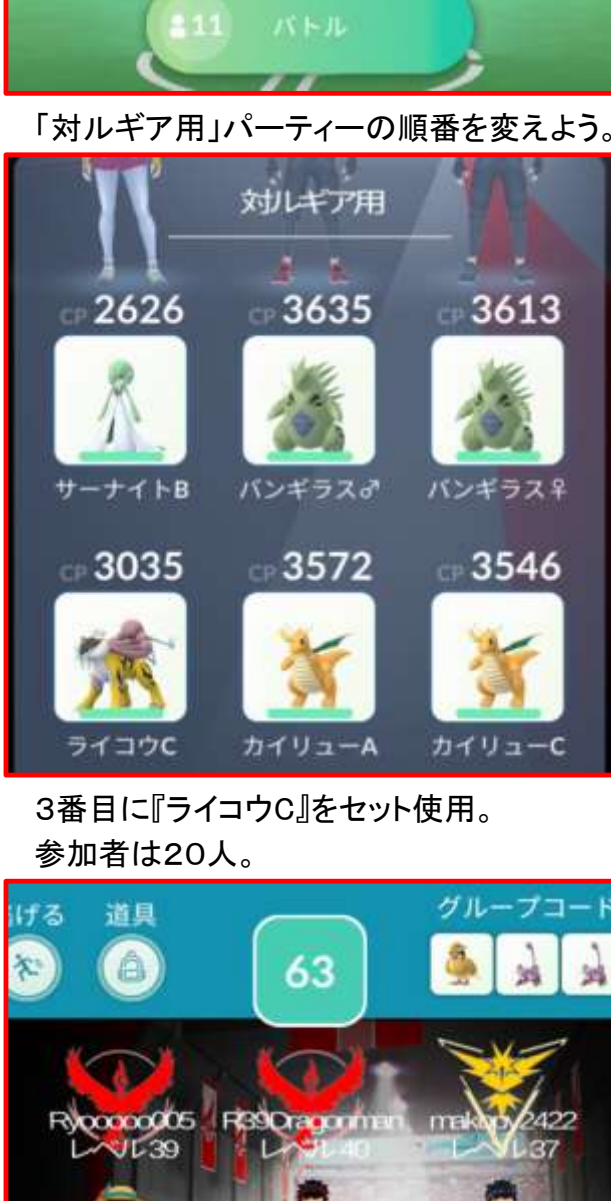 11 バトル
「対ルギア用」パーティーの順番を変えよう。
対ルギア用
CP 2626 CP 3635 CP 3613
サーナイトB バンギラス♂ バンギラス♀
CP 3035 CP 3572 CP 3546
ライコウC カイリューA カイリューC
3番目に『ライコウC』をセット使用。
参加者は20人。
げる 道具 グループコード
63
Ryooooo005 R39Dragonman
レベル39 レベル40 レベル37